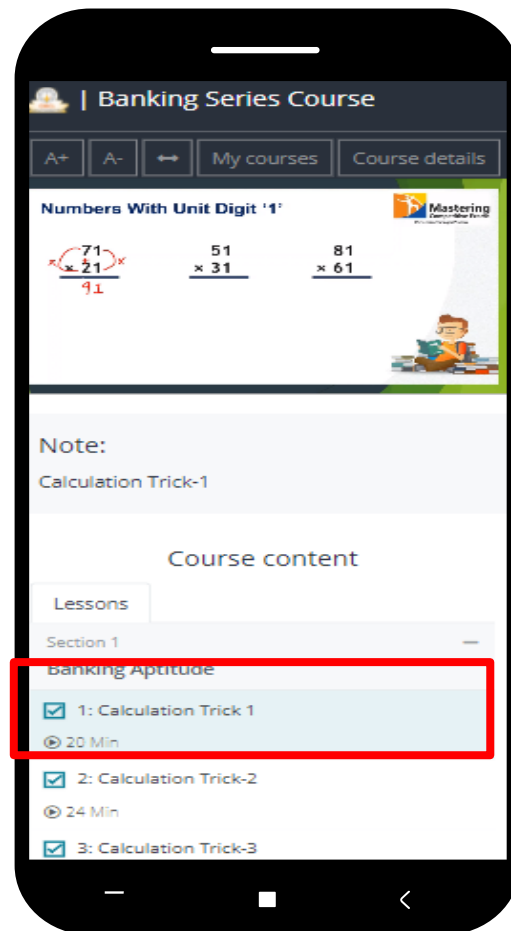 | Banking Series Course
A+ A- ↔ My courses Course details
Numbers With Unit Digit '1'
Mastering
71 51 81
× × 21 × × 31 × 61
91
Note:
Calculation Trick-1
Course content
Lessons
Section 1 —
Banking Aptitude
1: Calculation Trick 1
20 Min
2: Calculation Trick-2
24 Min
3: Calculation Trick-3